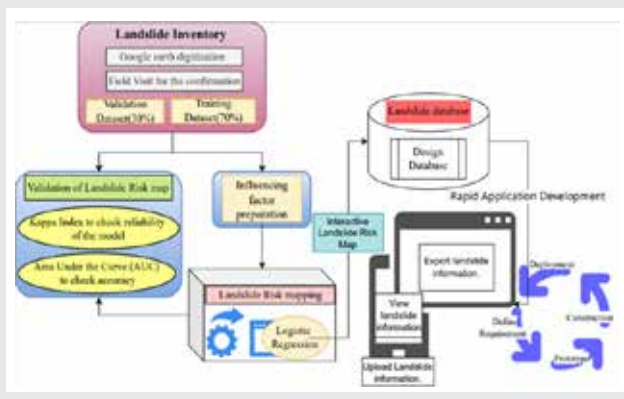 Landslide Inventory
Google earth digitization
Field Visit for the confirmation
Validation
Dataset(30%)
Training
Dataset(70%)
Validation of Landslide Risk map
Kappa Index to check reliability
of the model
Area Under the Curve (AUC)
to check accuracy
Influencing
factor
preparation
Landslide Risk mapping
Logistic
Regression
Interactive
Landslide Risk
Map
Landslide database
Design
Database
Rapid Application Development
Export landslide
information.
View
landslide
information
Upload Landslide
information.
Deployment
Define
Requirement
Construction
Prototype